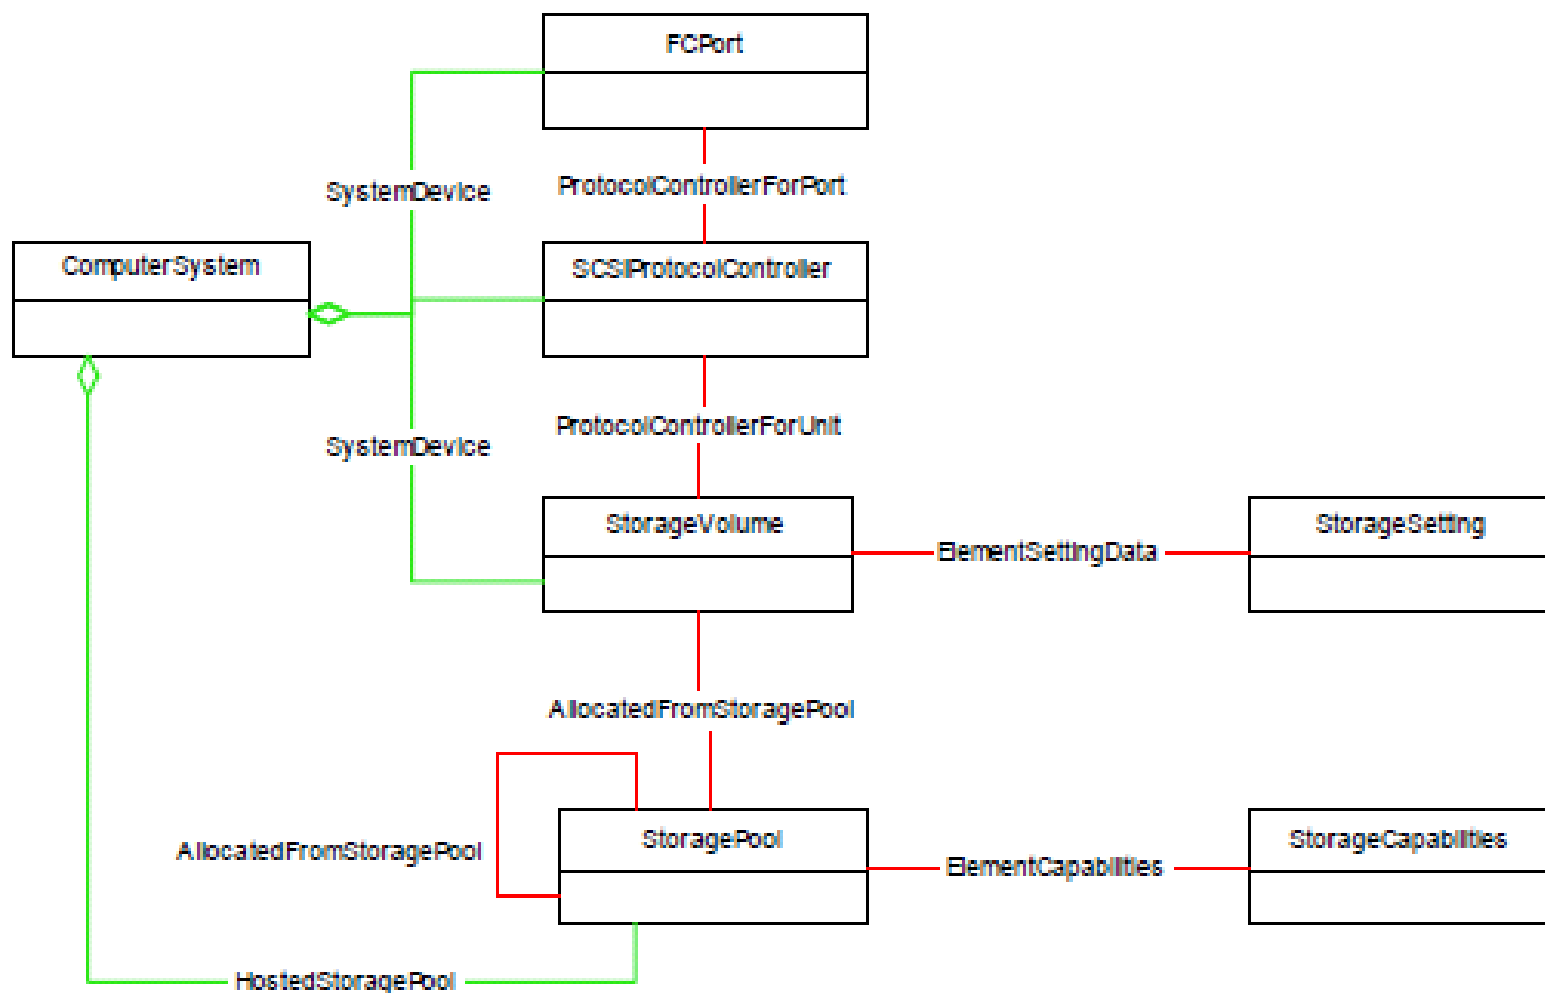 FCPort
SystemDevice
ProtocolControllerForPort
ComputerSystem
SCSIProtocolController
SystemDevice
ProtocolControllerForUnit
StorageVolume
ElementSettingData
StorageSetting
AllocatedFromStoragePool
AllocatedFromStoragePool
StoragePool
ElementCapabilities
StorageCapabilities
HostedStoragePool